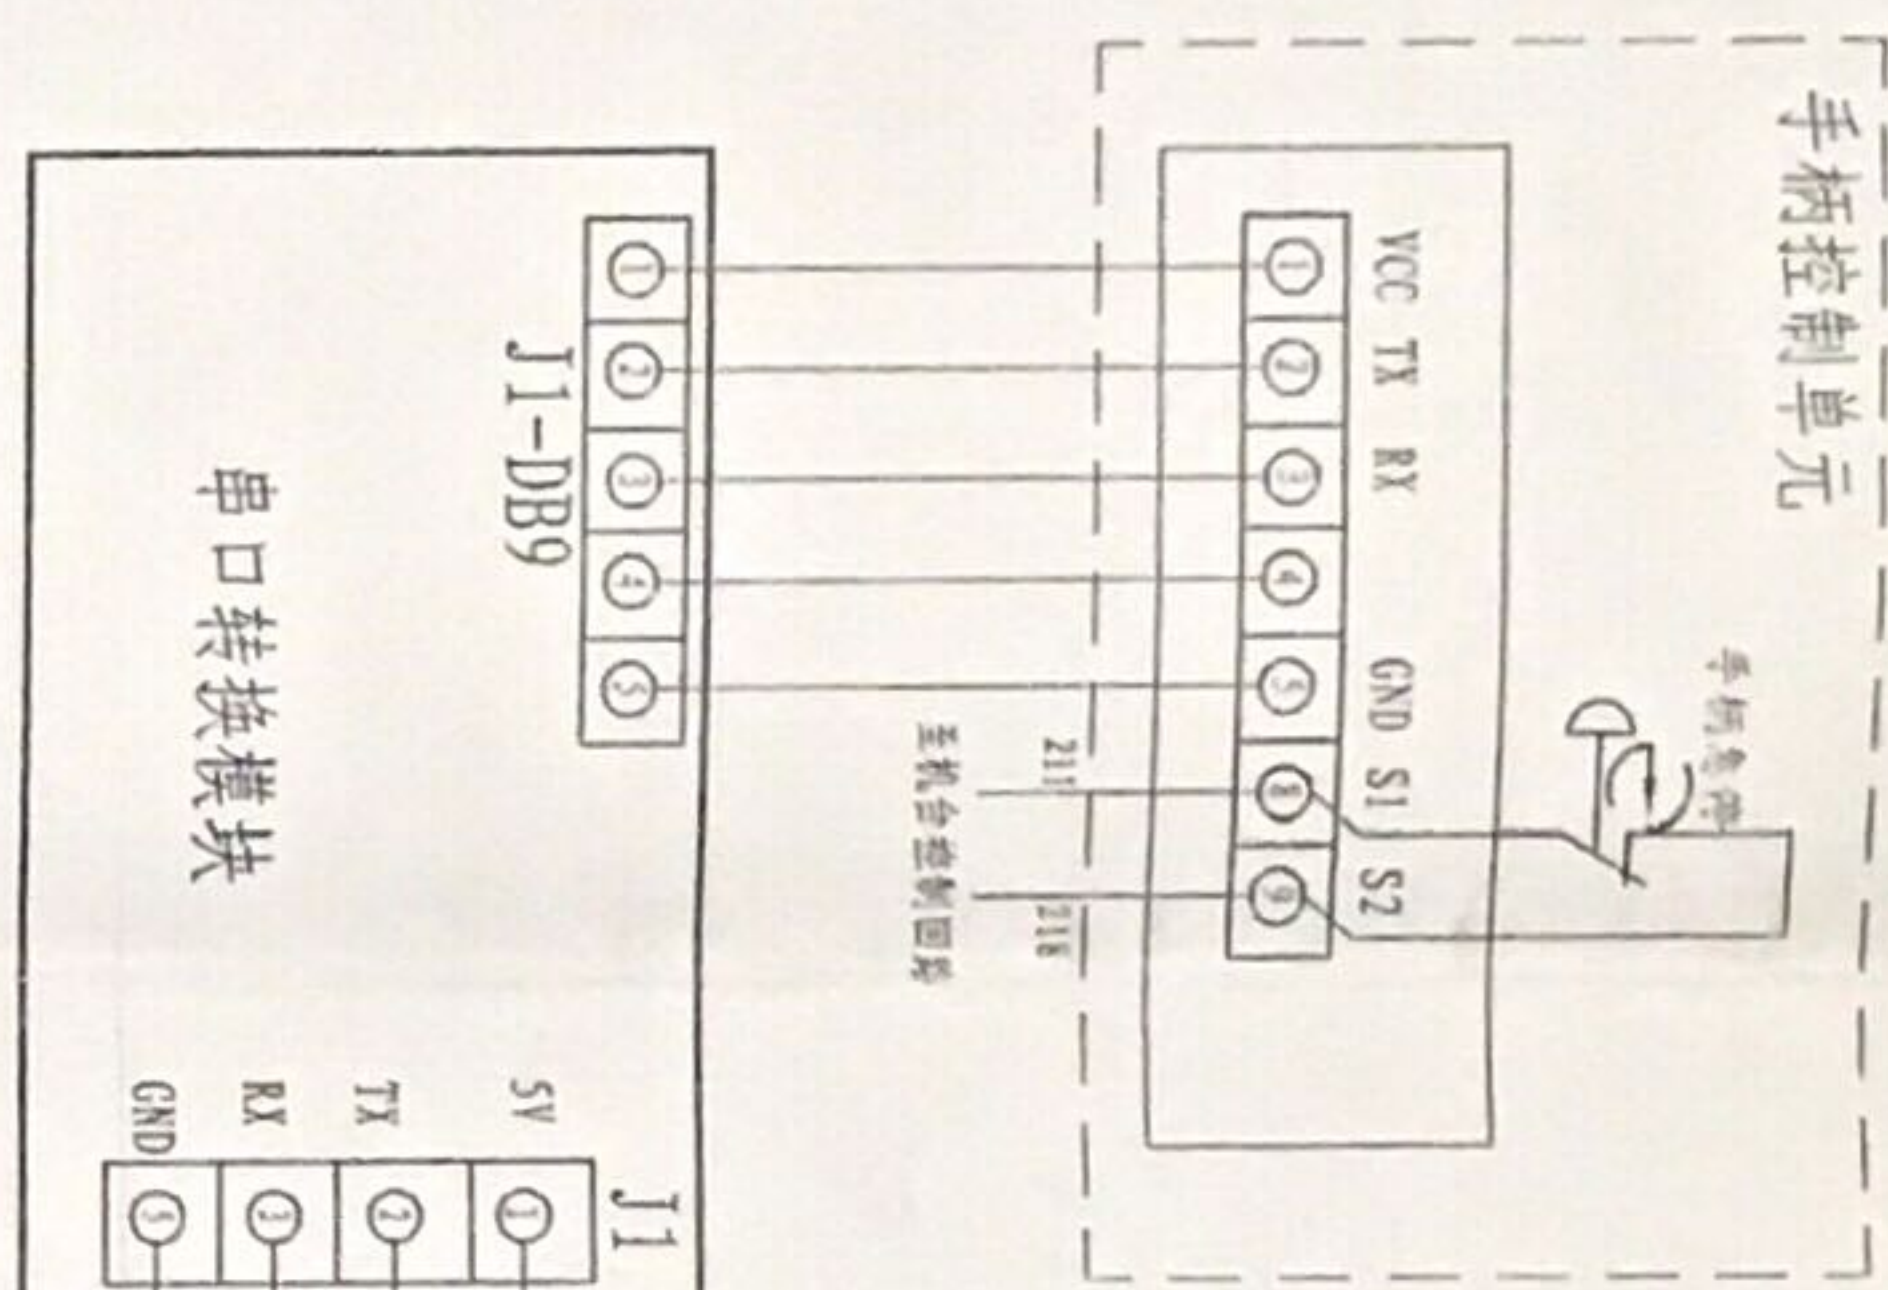 手柄控制单元
手柄急停
VCC TX RX GND S1 S2
① ② ③ ④ ⑤ ⑧ ⑨
211
至机台控制回路
① ② ③ ④ ⑤
J1-DB9
串口转换模块
J1
5V
TX
RX
GND
② ③ ⑤